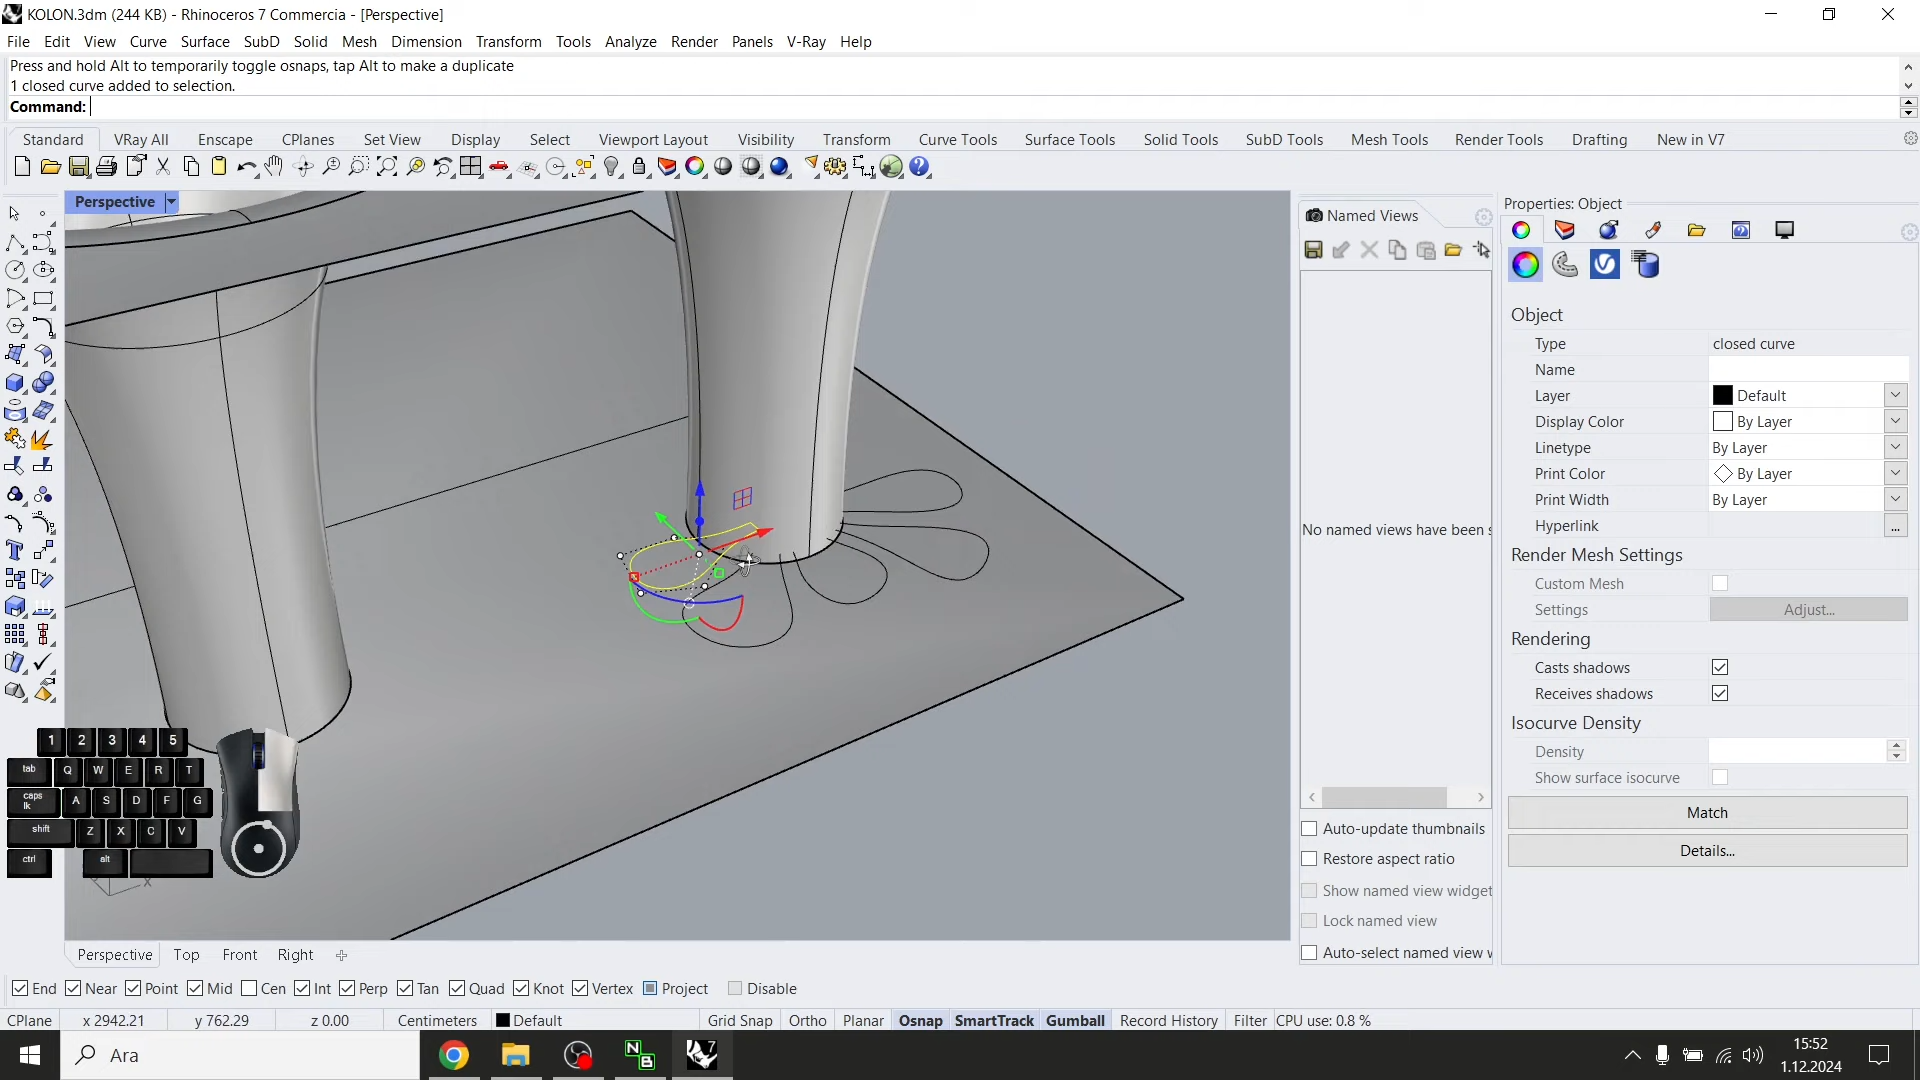 KOLON.3dm (244 KB) - Rhinoceros 7 Commercia - [Perspective]
File Edit View Curve Surface SubD Solid Mesh Dimension Transform Tools Analyze Render Panels V-Ray Help
Press and hold Alt to temporarily toggle osnaps, tap Alt to make a duplicate
1 closed curve added to selection.
Command:
Standard VRay All Enscape CPlanes Set View Display Select Viewport Layout Visibility Transform Curve Tools Surface Tools Solid Tools SubD Tools Mesh Tools Render Tools Drafting New in V7
Perspective
Named Views
No named views have been s
Auto-update thumbnails
Restore aspect ratio
Show named view widget
Lock named view
Auto-select named view w
Properties: Object
Object
Type closed curve
Name
Layer Default
Display Color By Layer
Linetype By Layer
Print Color By Layer
Print Width By Layer
Hyperlink ...
Render Mesh Settings
Custom Mesh
Settings Adjust...
Rendering
Casts shadows
Receives shadows
Isocurve Density
Density
Show surface isocurve
Match
Details...
1 2 3 4 5
tab Q W E R T
caps lk A S D F G
shift Z X C V
ctrl alt
x
Perspective Top Front Right
End Near Point Mid Cen Int Perp Tan Quad Knot Vertex Project Disable
CPlane x 2942.21 y 762.29 z 0.00 Centimeters Default Grid Snap Ortho Planar Osnap SmartTrack Gumball Record History Filter CPU use: 0.8 %
Ara
N B
7
15:52
1.12.2024